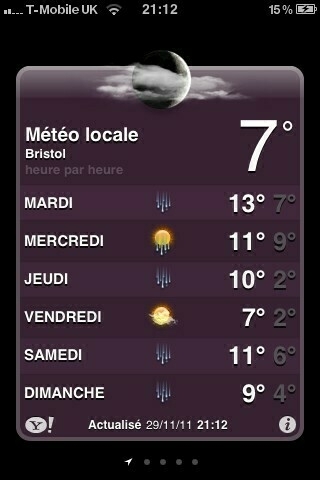 T-Mobile UK 21:12 15%
Météo locale 7°
Bristol
heure par heure
MARDI 13° 7°
MERCREDI 11° 9°
JEUDI 10° 2°
VENDREDI 7° 2°
SAMEDI 11° 6°
DIMANCHE 9° 4°
Y! Actualisé 29/11/11 21:12 i